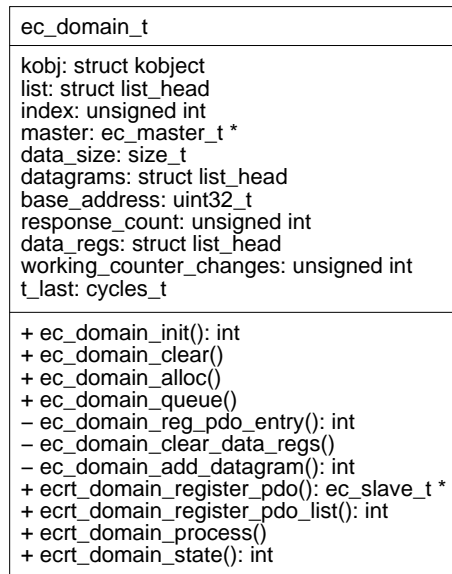 ec_domain_t
kobj: struct kobject
list: struct list_head
index: unsigned int
master: ec_master_t *
data_size: size_t
datagrams: struct list_head
base_address: uint32_t
response_count: unsigned int
data_regs: struct list_head
working_counter_changes: unsigned int
t_last: cycles_t
+ ec_domain_init(): int
+ ec_domain_clear()
+ ec_domain_alloc()
+ ec_domain_queue()
− ec_domain_reg_pdo_entry(): int
− ec_domain_clear_data_regs()
− ec_domain_add_datagram(): int
+ ecrt_domain_register_pdo(): ec_slave_t *
+ ecrt_domain_register_pdo_list(): int
+ ecrt_domain_process()
+ ecrt_domain_state(): int